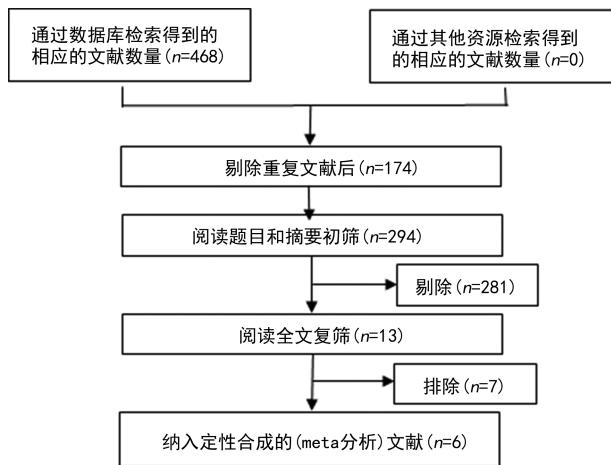 通过数据库检索得到的
相应的文献数量(n=468)
通过其他资源检索得到
的相应的文献数量(n=0)
剔除重复文献后(n=174)
阅读题目和摘要初筛(n=294)
剔除(n=281)
阅读全文复筛(n=13)
排除(n=7)
纳入定性合成的(meta分析)文献(n=6)